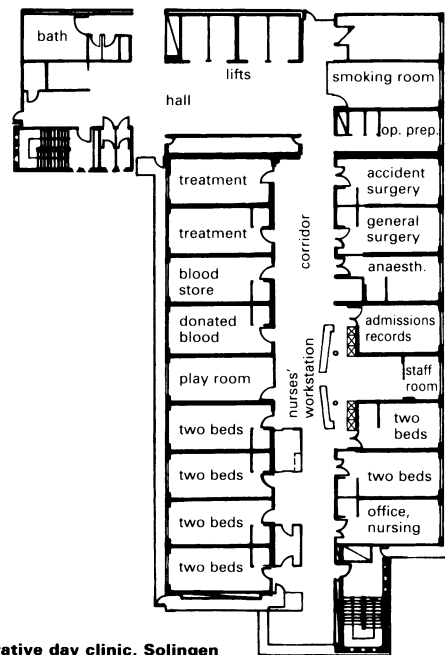 bath
lifts
smoking room
hall
op. prep.
treatment
accident
surgery
treatment
corridor
general
surgery
blood
store
anaesth.
donated
blood
admissions
records
play room
nurses'
workstation
staff
room
two beds
two
beds
two beds
two beds
two beds
office,
nursing
two beds
rative day clinic, Solingen